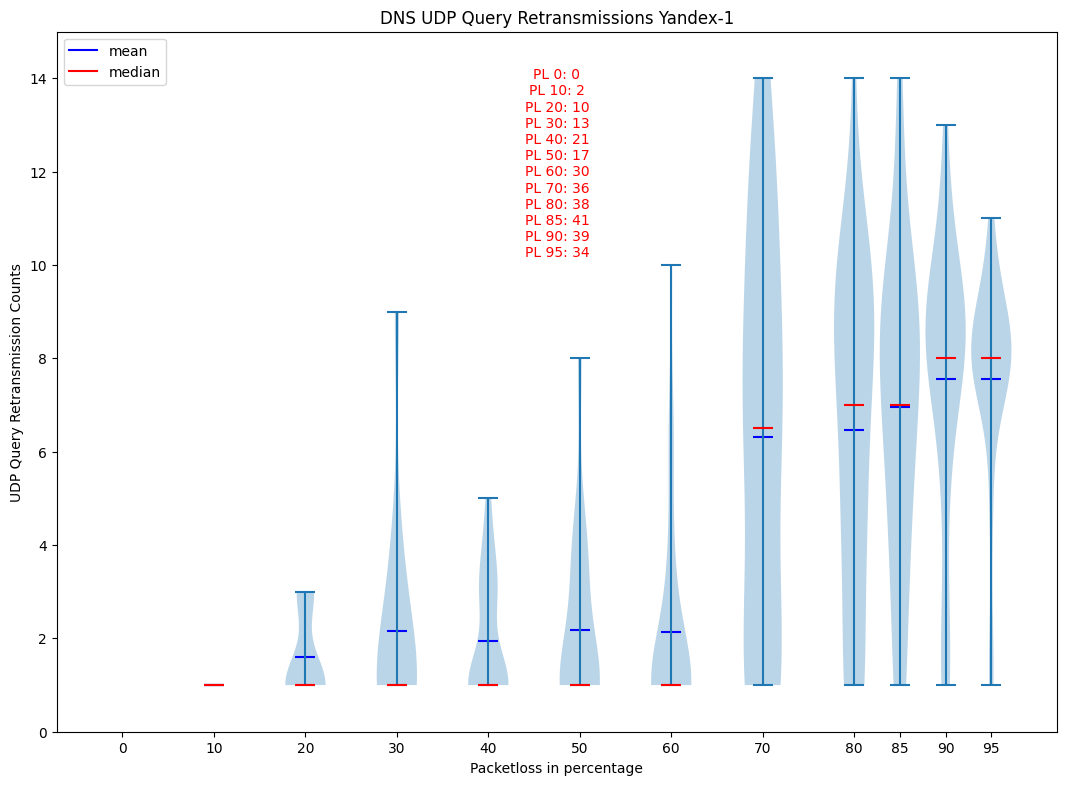 DNS UDP Query Retransmissions Yandex-1
mean
median
PL 0: 0
PL 10: 2
PL 20: 10
PL 30: 13
PL 40: 21
PL 50: 17
PL 60: 30
PL 70: 36
PL 80: 38
PL 85: 41
PL 90: 39
PL 95: 34
UDP Query Retransmission Counts
14
12
10
8
6
4
2
0
0 10 20 30 40 50 60 70 80 85 90 95
Packetloss in percentage